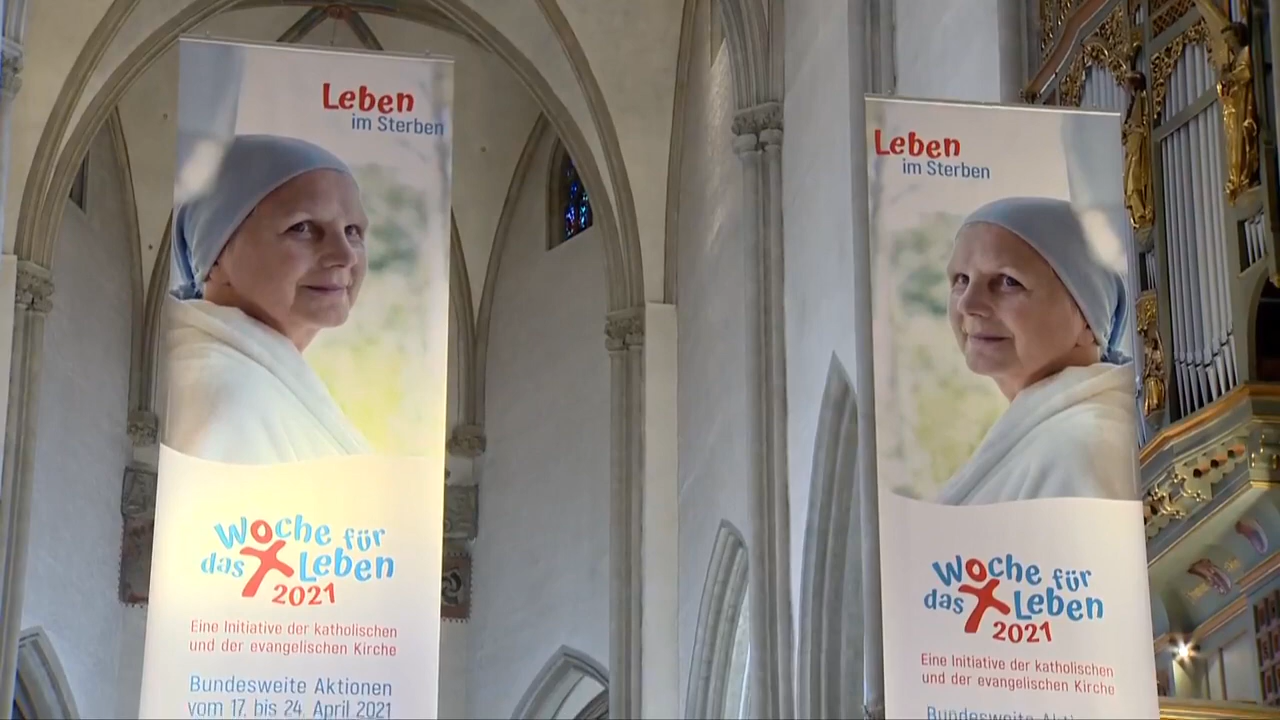 Leben
im Sterben
Woche für
das Leben
2021
Eine Initiative der katholischen
und der evangelischen Kirche
Bundesweite Aktionen
vom 17. bis 24. April 2021
Leben
im Sterben
Woche für
das Leben
2021
Eine Initiative der katholischen
und der evangelischen Kirche
Bundesweite